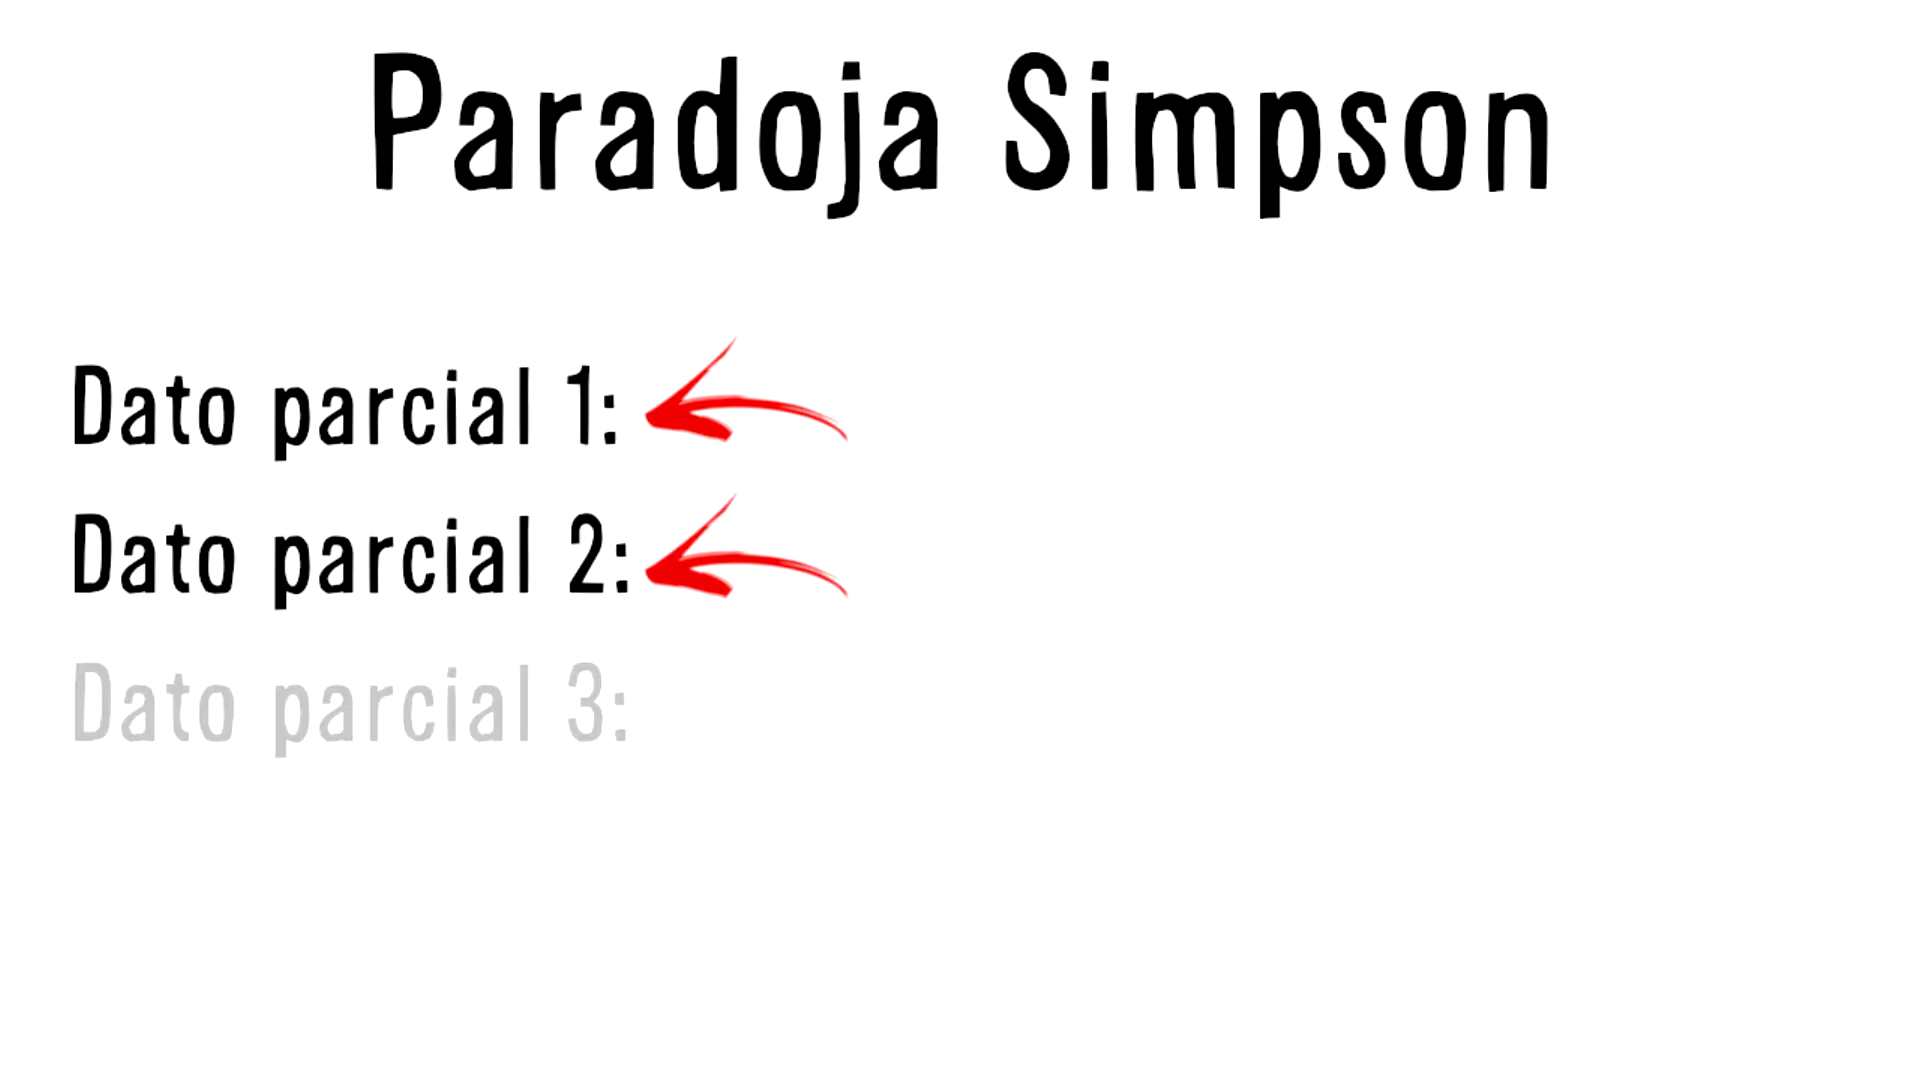 Paradoja Simpson
Dato parcial 1:
Dato parcial 2:
Dato parcial 3: